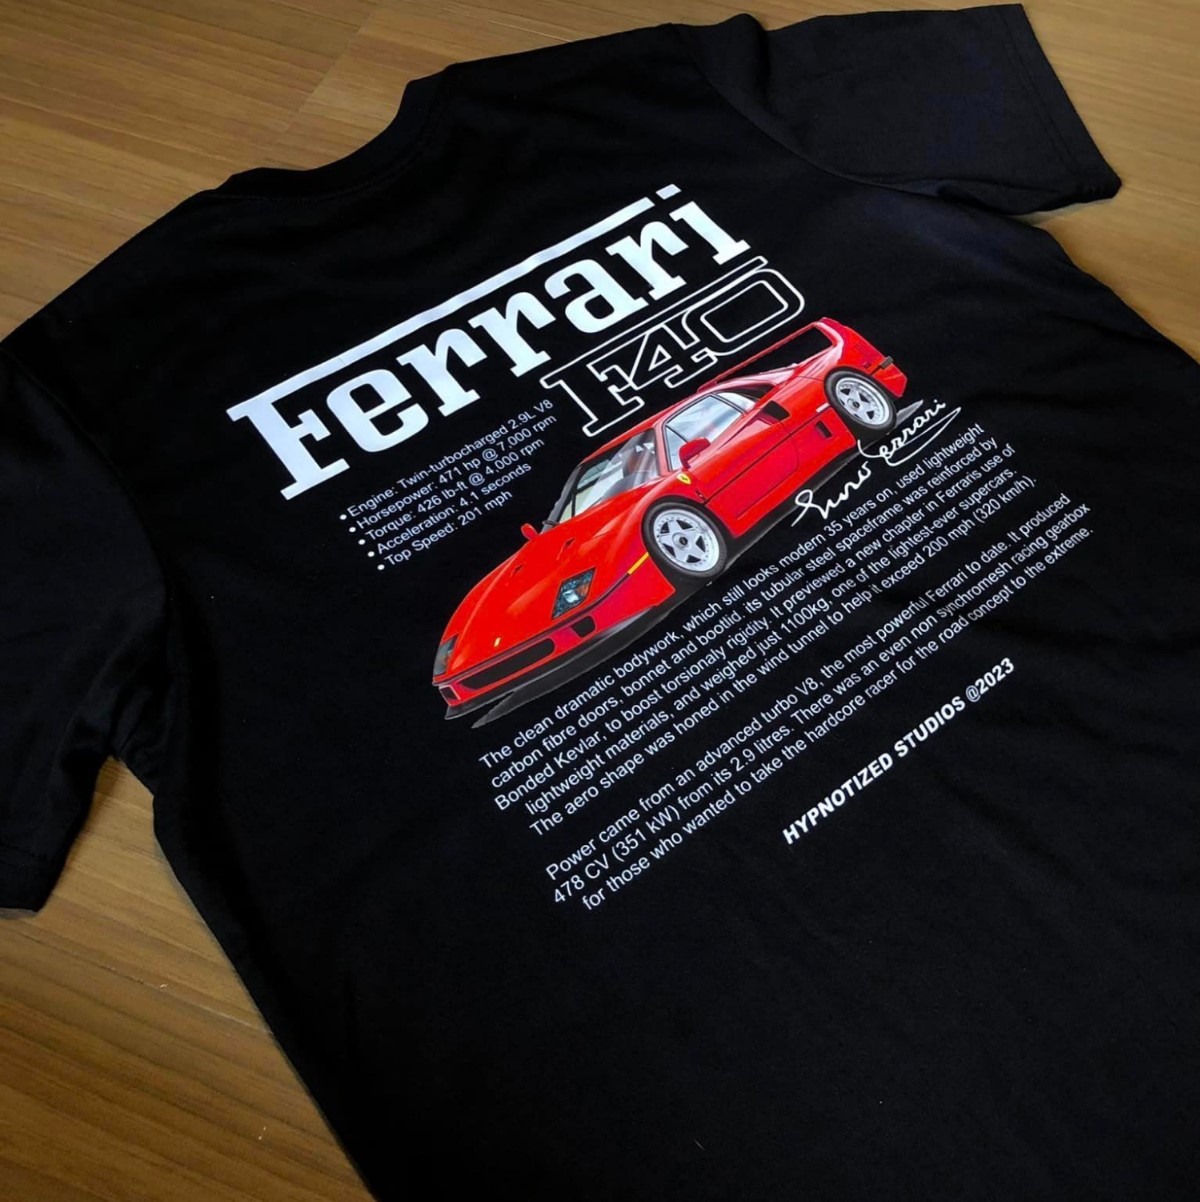 Ferrari
F40
• Engine: Twin-turbocharged 2.9L V8
• Horsepower: 471 hp @ 7,000 rpm
• Torque: 426 lb-ft @ 4,000 rpm
• Acceleration: 4.1 seconds
• Top Speed: 201 mph
Enzo Ferrari
The clean dramatic bodywork, which still looks modern 35 years on, used lightweight
carbon fibre doors, bonnet and bootlid, its tubular steel spaceframe was reinforced by
Bonded Kevlar, to boost torsionaly rigidity. It previewed a new chapter in Ferraris use of
lightweight materials, and weighed just 1100kg, one of the lightest-ever supercars.
The aero shape was honed in the wind tunnel to help it exceed 200 mph (320 km/h).
Power came from an advanced turbo V8, the most powerful Ferrari to date. It produced
478 CV (351 kW) from its 2.9 litres. There was an even non synchromesh racing gearbox
for those who wanted to take the hardcore racer for the road concept to the extreme.
HYPNOTIZED STUDIOS @2023